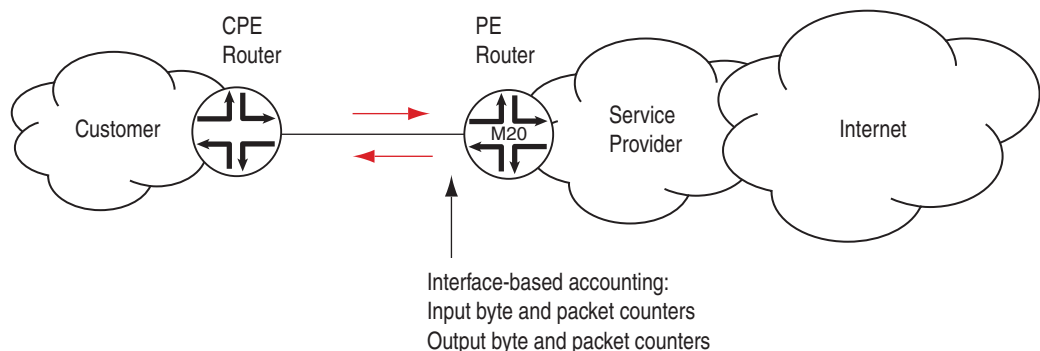 CPE
Router
PE
Router
Customer
M20
Service
Provider
Internet
Interface-based accounting:
Input byte and packet counters
Output byte and packet counters